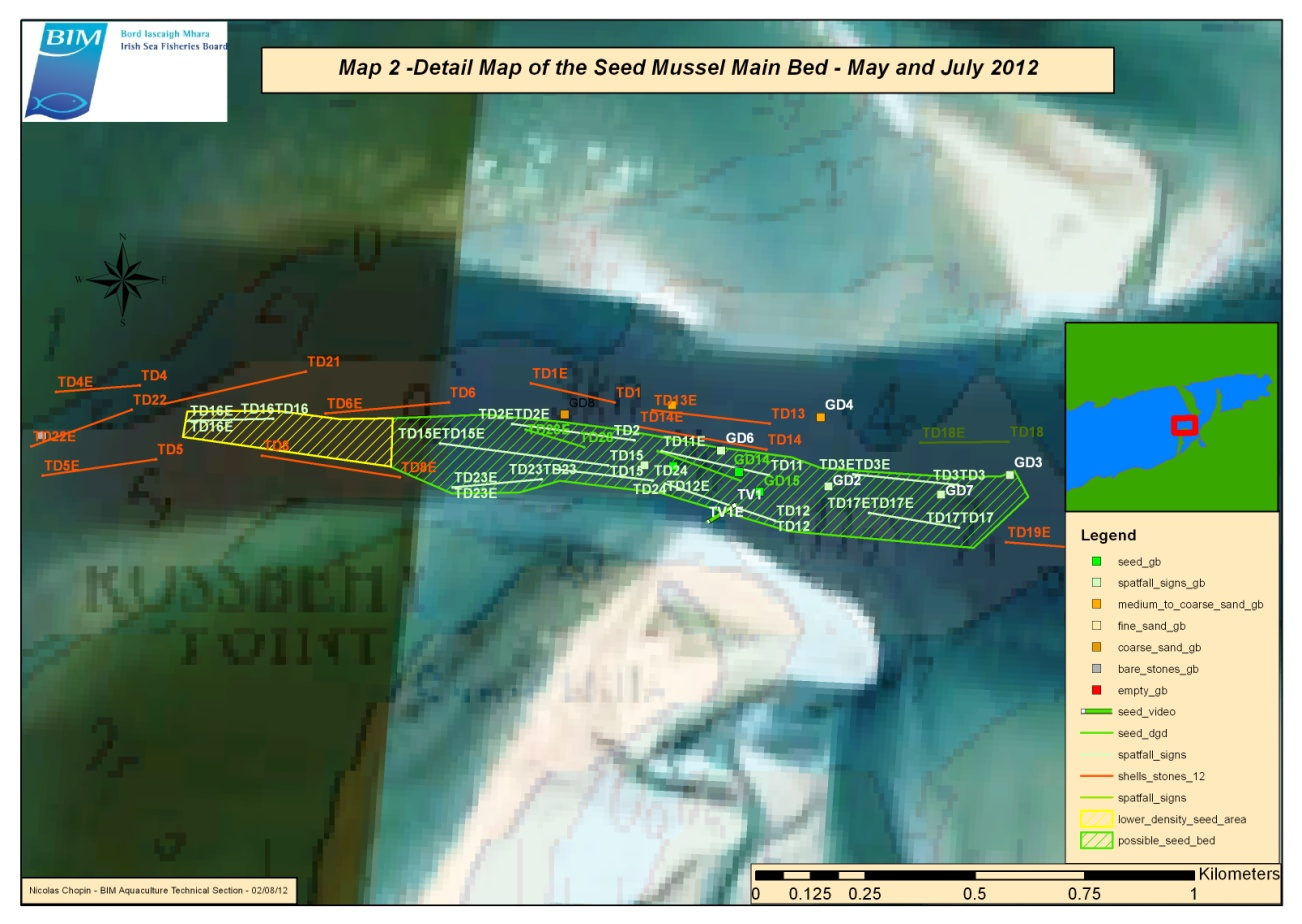 BIM
Bord Iascaigh Mhara
Irish Sea Fisheries Board
Map 2 -Detail Map of the Seed Mussel Main Bed - May and July 2012
N
W
E
S
TD21
TD4
TD4E
TD22
TD22E
TD5
TD5E
TD6
TD6E
TD16E
TD16TD16
TD16E
TD8
TD8E
TD1E
TD1
GD8
TD13E
TD14E
TD13
TD14
GD4
TD2ETD2E
TD2
TD15ETD15E
TD11E
GD6
GD14
TD11
TD15
TD15
TD24
TD24
TD12E
TD23TD23
TD23E
TD23E
GD15
TV1
TV1E
TD12
TD12
TD3ETD3E
GD2
TD3TD3
GD3
GD7
TD17ETD17E
TD17TD17
TD18E
TD18
TD19E
POINT
Legend
seed_gb
spatfall_signs_gb
medium_to_coarse_sand_gb
fine_sand_gb
coarse_sand_gb
bare_stones_gb
empty_gb
seed_video
seed_dgd
spatfall_signs
shells_stones_12
spatfall_signs
lower_density_seed_area
possible_seed_bed
Kilometers
0 0.125 0.25 0.5 0.75 1
Nicolas Chopin - BIM Aquaculture Technical Section - 02/08/12